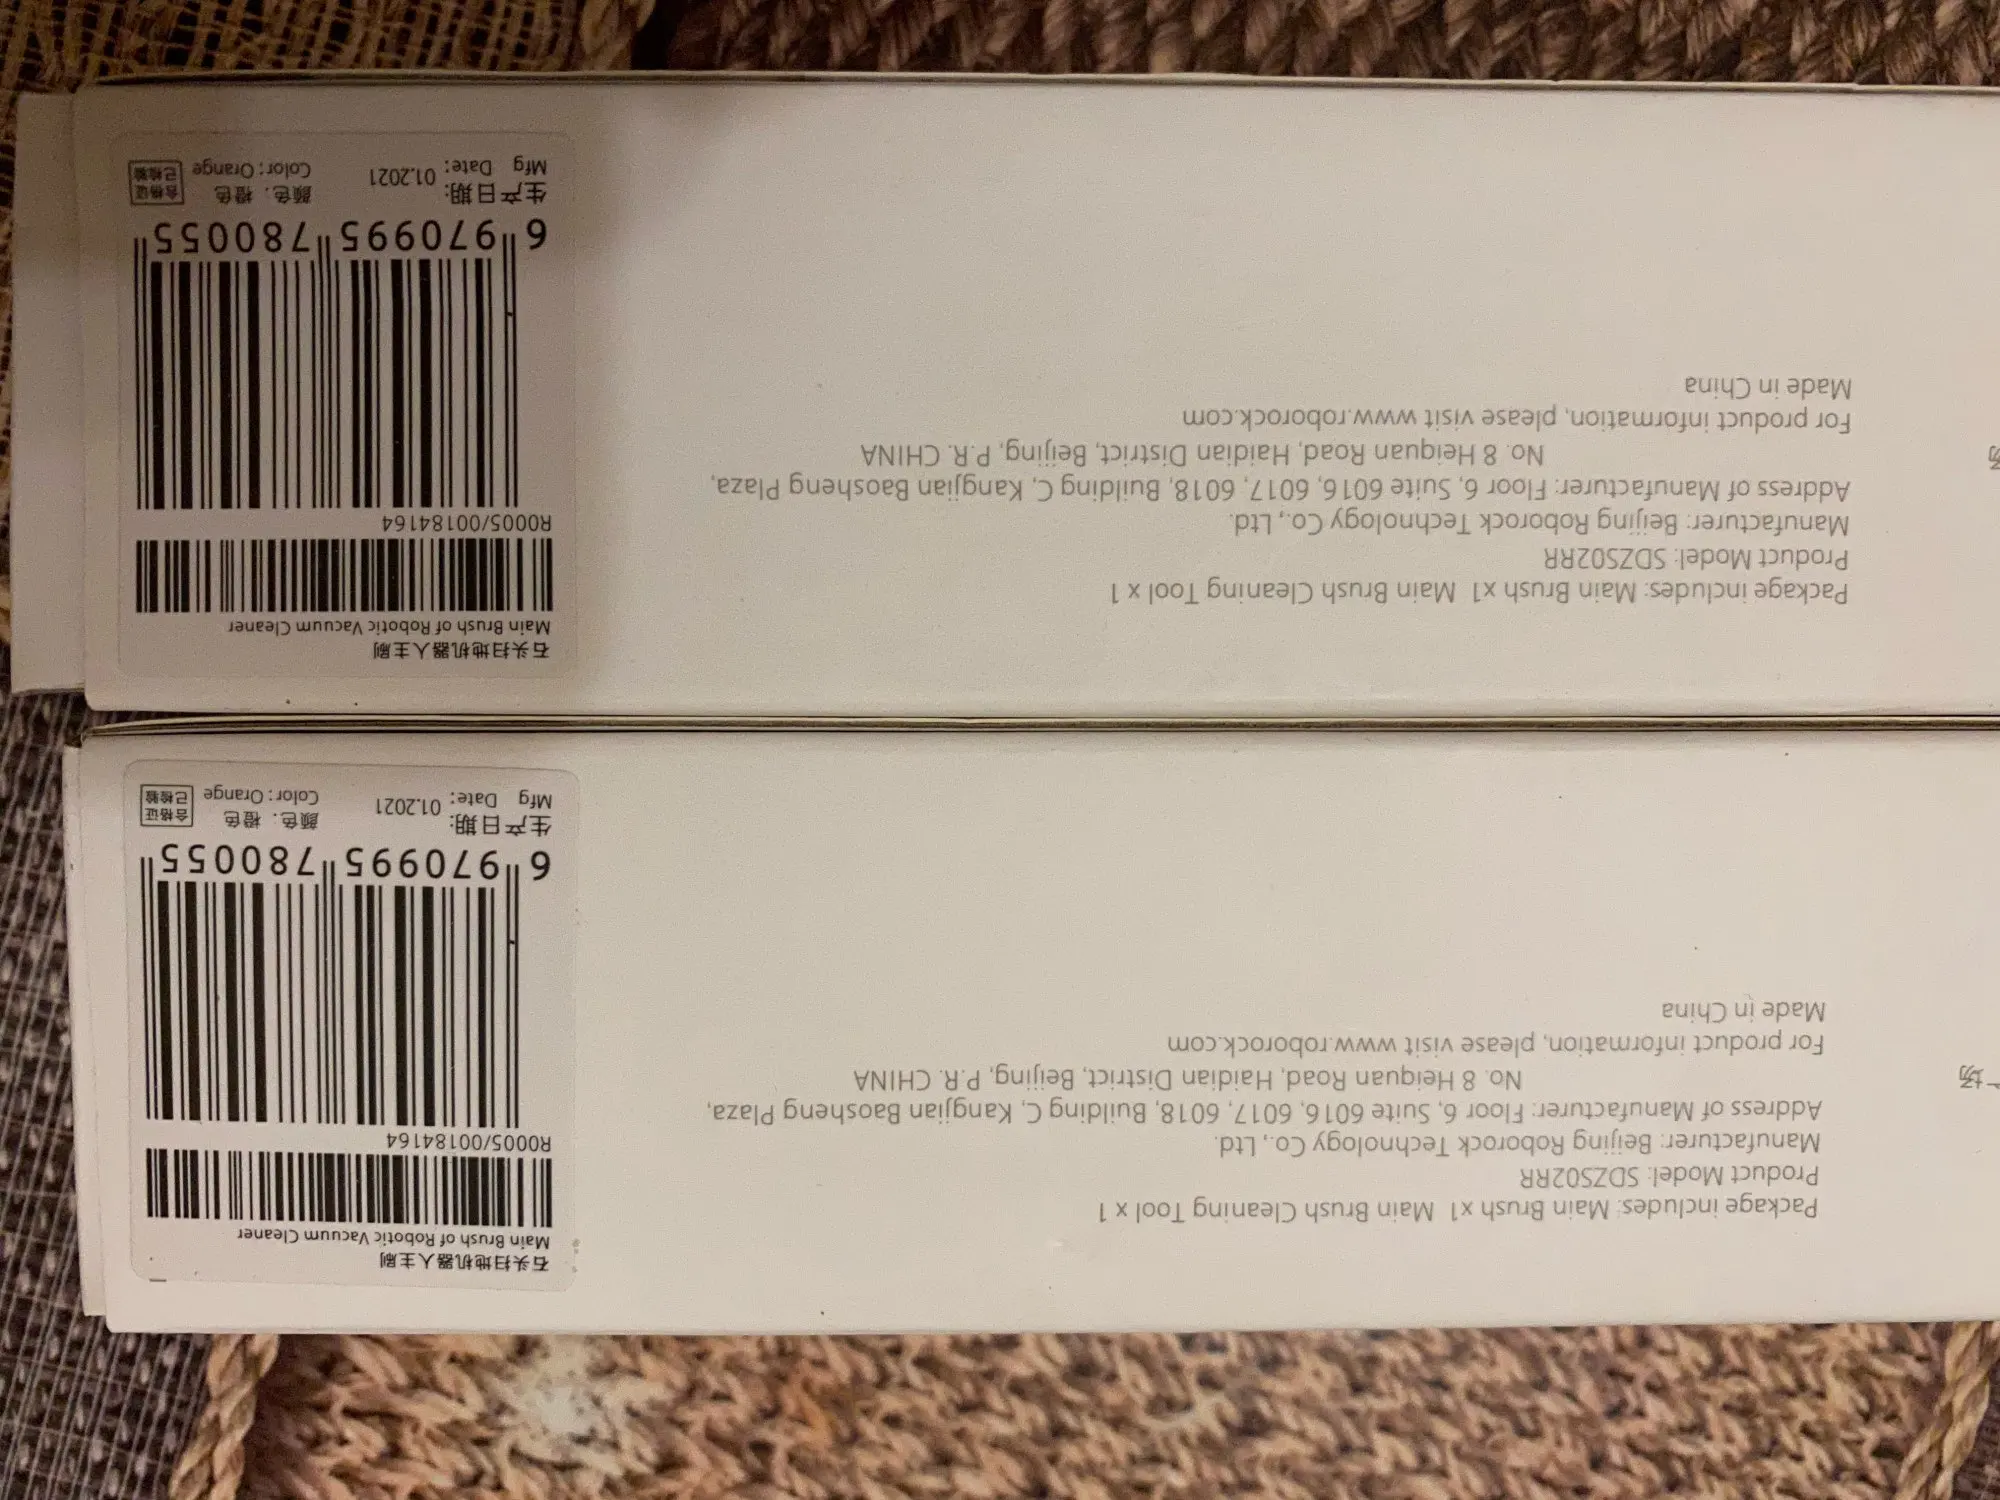 Package includes: Main Brush x1 Main Brush Cleaning Tool x 1
Product Model: SDZS02RR
Manufacturer: Beijing Roborock Technology Co., Ltd.
Address of Manufacturer: Floor 6, Suite 6016, 6017, 6018, Building C, Kangjian Baosheng Plaza,
No. 8 Heiquan Road, Haidian District, Beijing, P.R. CHINA
For product information, please visit www.roborock.com
Made in China
石头扫地机器人主刷
Main Brush of Robotic Vacuum Cleaner
R0005/00184164
6 970995 780055
生产日期:
Mfg Date: 01.2021
颜色: 橙色
Color: Orange
合格证
已检验
Package includes: Main Brush x1 Main Brush Cleaning Tool x 1
Product Model: SDZS02RR
Manufacturer: Beijing Roborock Technology Co., Ltd.
Address of Manufacturer: Floor 6, Suite 6016, 6017, 6018, Building C, Kangjian Baosheng Plaza,
No. 8 Heiquan Road, Haidian District, Beijing, P.R. CHINA
For product information, please visit www.roborock.com
Made in China
石头扫地机器人主刷
Main Brush of Robotic Vacuum Cleaner
R0005/00184164
6 970995 780055
生产日期:
Mfg Date: 01.2021
颜色: 橙色
Color: Orange
合格证
已检验